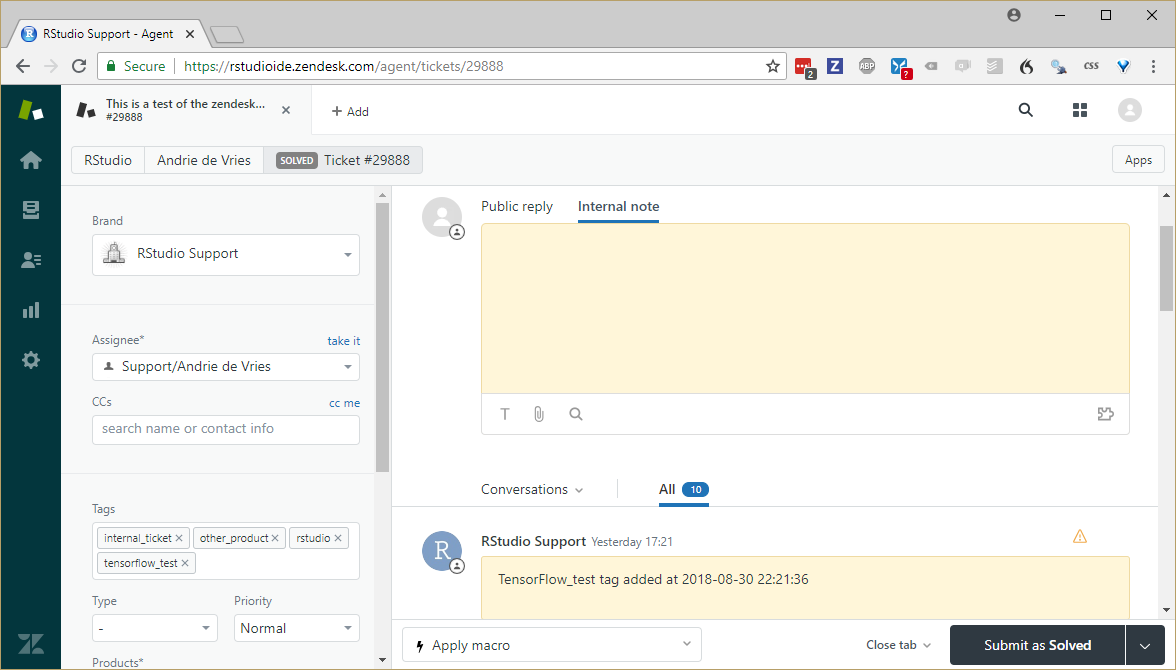 RStudio Support - Agent
Secure
https://rstudioide.zendesk.com/agent/tickets/29888
2
Z
ABP
?
css
This is a test of the zendesk...
#29888
+ Add
RStudio
Andrie de Vries
SOLVED Ticket #29888
Apps
Brand
RStudio Support
Assignee*
take it
Support/Andrie de Vries
CCs
cc me
search name or contact info
Tags
internal_ticket ×
other_product ×
rstudio ×
tensorflow_test ×
Type
Priority
-
Normal
Products*
Public reply
Internal note
T
Conversations
All 10
R
RStudio Support Yesterday 17:21
TensorFlow_test tag added at 2018-08-30 22:21:36
Apply macro
Close tab
Submit as Solved